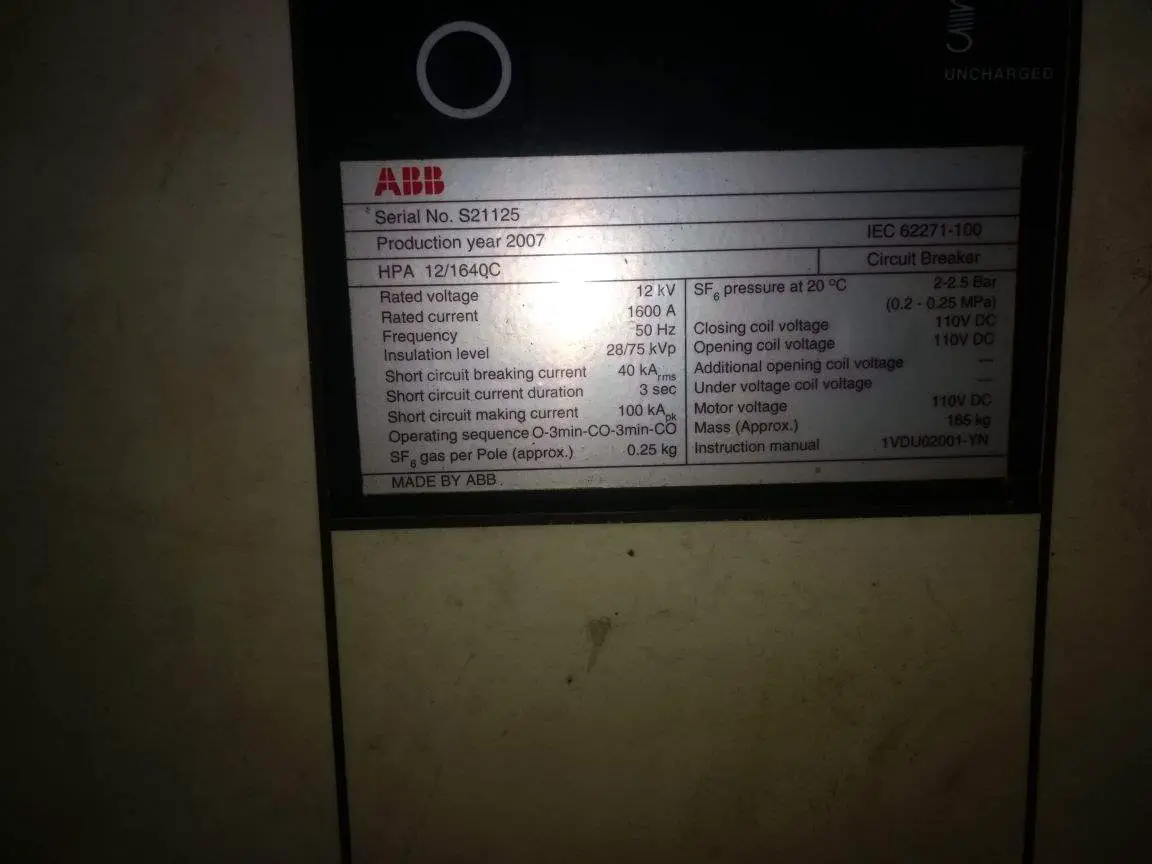 UNCHARGED
ABB
Serial No. S21125
Production year 2007
IEC 62271-100
HPA 12/1640C
Circuit Breaker
Rated voltage 12 kV
Rated current 1600 A
Frequency 50 Hz
Insulation level 28/75 kVp
Short circuit breaking current 40 kArms
Short circuit current duration 3 sec
Short circuit making current 100 kApk
Operating sequence O-3min-CO-3min-CO
SF6 gas per Pole (approx.) 0.25 kg
SF6 pressure at 20 °C 2-2.5 Bar
(0.2 - 0.25 MPa)
Closing coil voltage 110V DC
Opening coil voltage 110V DC
Additional opening coil voltage —
Under voltage coil voltage —
Motor voltage 110V DC
Mass (Approx.) 165 kg
Instruction manual 1VDU02001-YN
MADE BY ABB